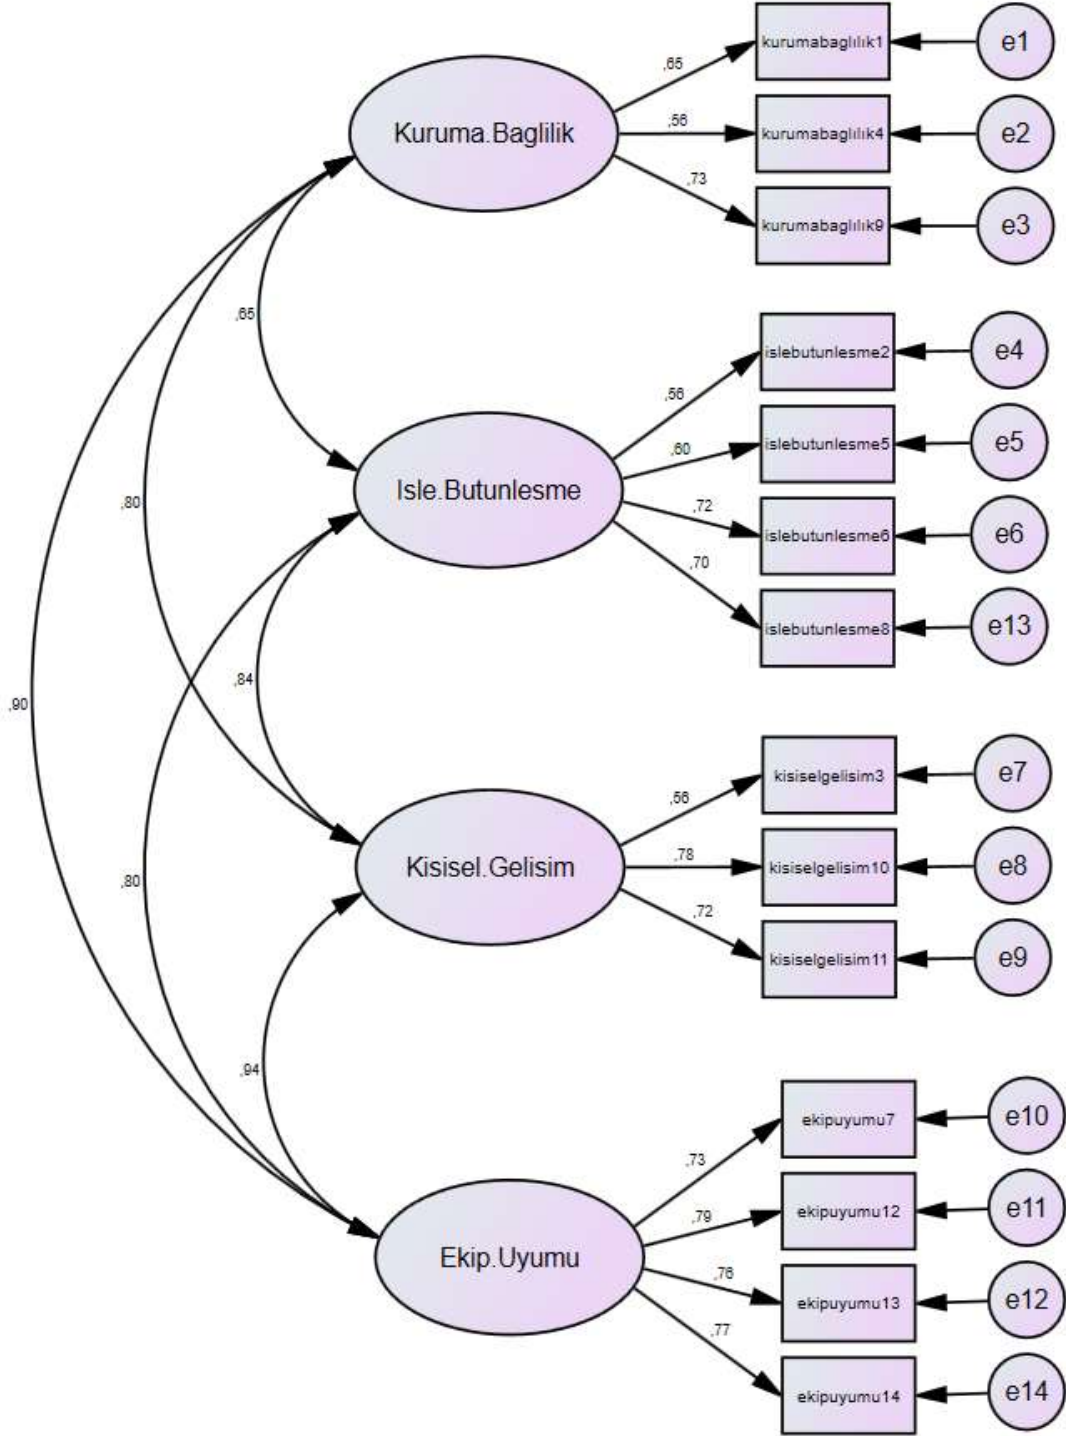 kurumabaglılık1
e1
,65
Kuruma.Baglilik
,56
kurumabaglılık4
e2
,73
kurumabaglılık9
e3
,65
islebutunlesme2
e4
,56
,60
islebutunlesme5
e5
Isle.Butunlesme
,80
,72
islebutunlesme6
e6
,70
islebutunlesme8
e13
,84
,90
kisiselgelisim3
e7
,56
Kisisel.Gelisim
,78
kisiselgelisim10
e8
,80
,72
kisiselgelisim11
e9
,94
ekipuyumu7
e10
,73
,79
ekipuyumu12
e11
Ekip.Uyumu
,76
ekipuyumu13
e12
,77
ekipuyumu14
e14